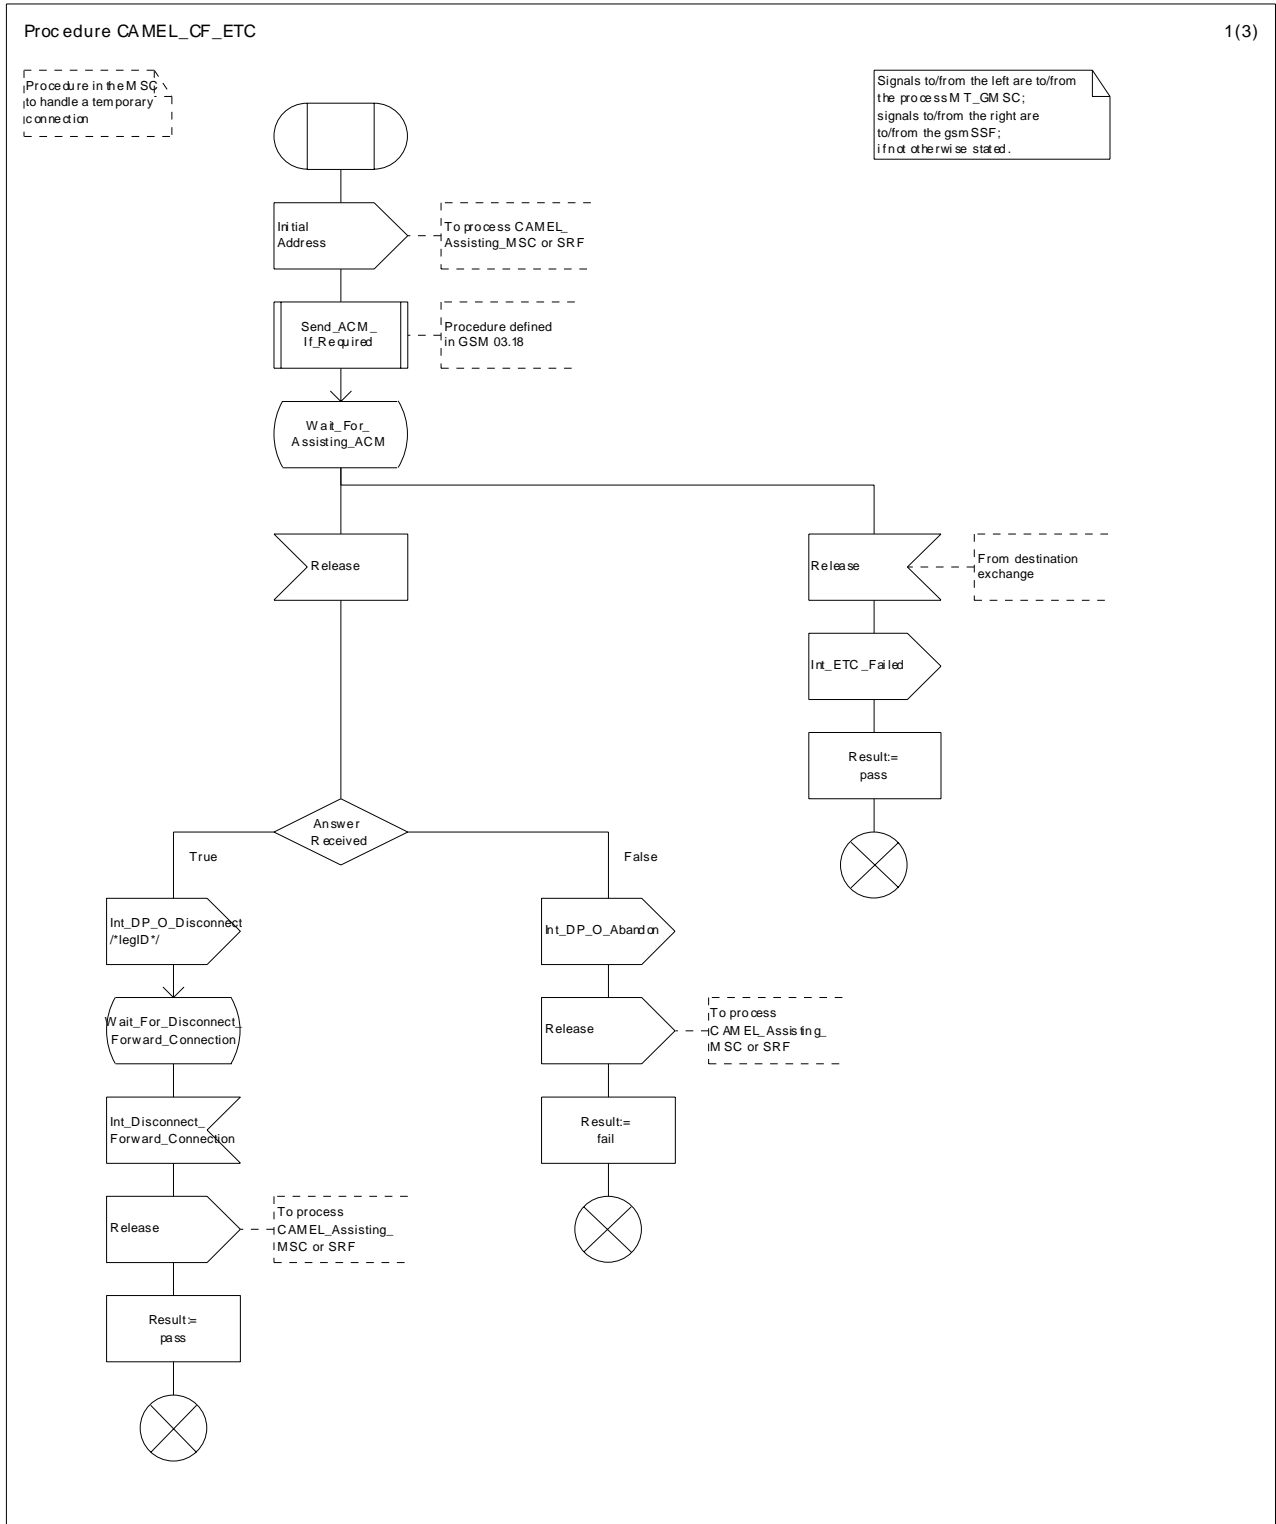 Procedure CAMEL_CF_ETC
1(3)
Procedure in the MSC
to handle a temporary
connection
Signals to/from the left are to/from
the process MT_GMSC;
signals to/from the right are
to/from the gsmSSF;
if not otherwise stated.
Initial
Address
To process CAMEL_
Assisting_MSC or SRF
Send_ACM_
If_Required
Procedure defined
in GSM 03.18
Wait_For_
Assisting_ACM
Release
Release
From destination
exchange
Int_ETC_Failed
Result:=
pass
Answer
Received
True
False
Int_DP_O_Disconnect
/*legID*/
Int_DP_O_Abandon
Wait_For_Disconnect_
Forward_Connection
Release
To process
CAMEL_Assisting_
MSC or SRF
Int_Disconnect_
Forward_Connection
Result:=
fail
Release
To process
CAMEL_Assisting_
MSC or SRF
Result:=
pass